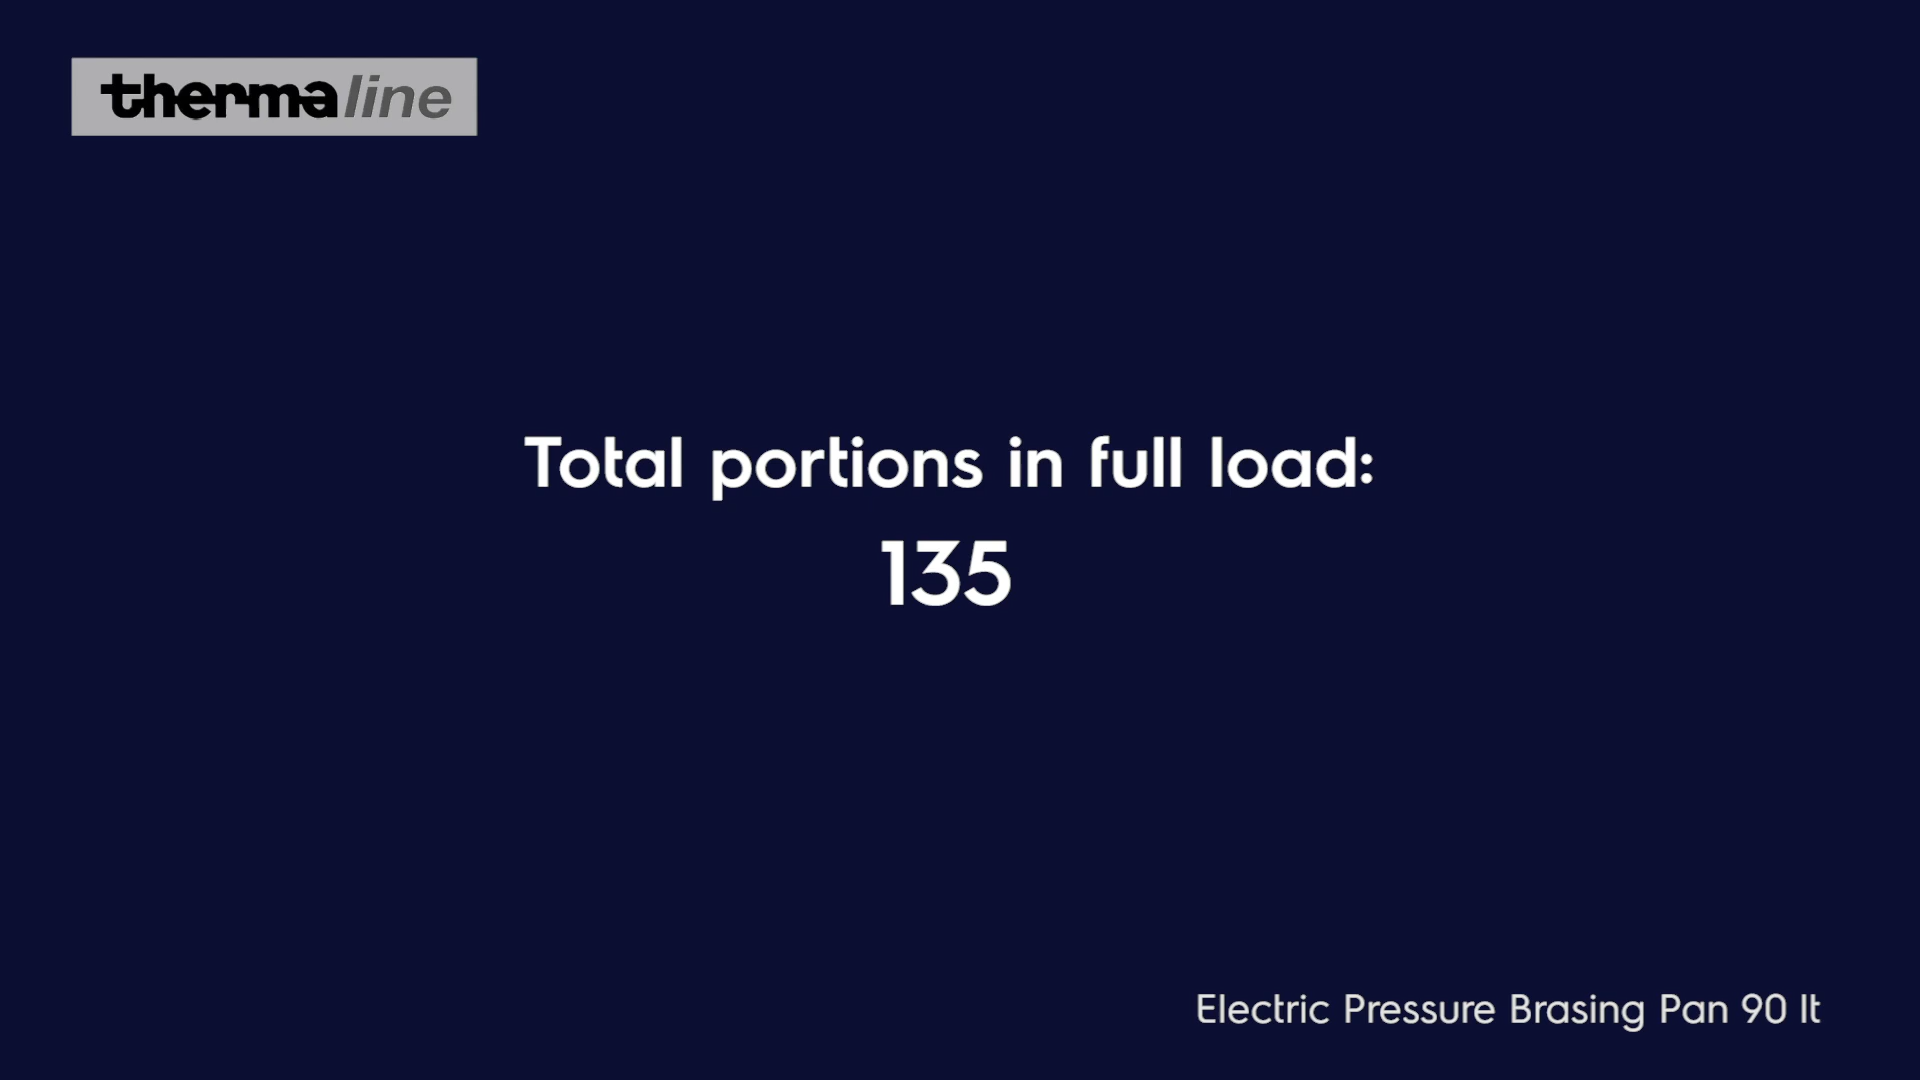 thermaline
Total portions in full load:
135
Electric Pressure Brasing Pan 90 lt